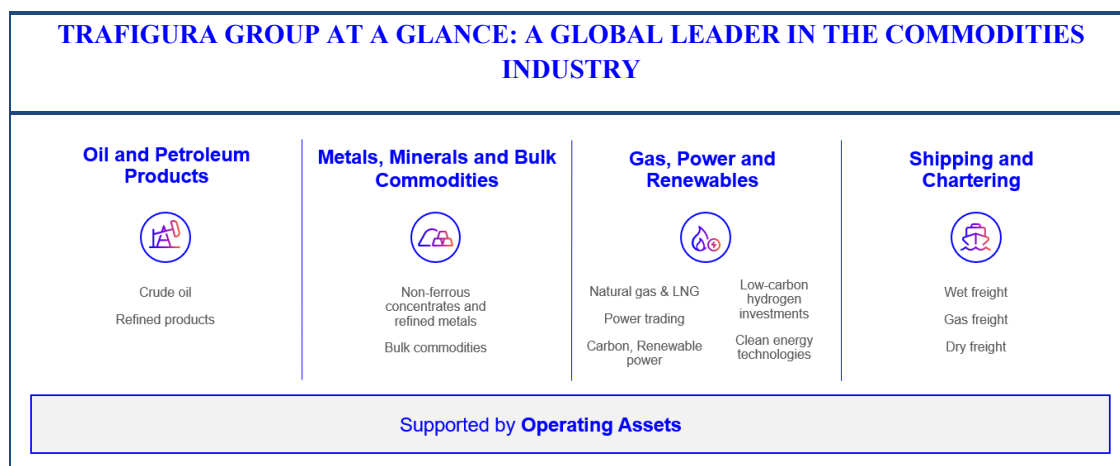 TRAFIGURA GROUP AT A GLANCE: A GLOBAL LEADER IN THE COMMODITIES
INDUSTRY
Oil and Petroleum
Products
Crude oil
Refined products
Metals, Minerals and Bulk
Commodities
Non-ferrous
concentrates and
refined metals
Bulk commodities
Gas, Power and
Renewables
Natural gas & LNG
Power trading
Carbon, Renewable
power
Low-carbon
hydrogen
investments
Clean energy
technologies
Shipping and
Chartering
Wet freight
Gas freight
Dry freight
Supported by Operating Assets